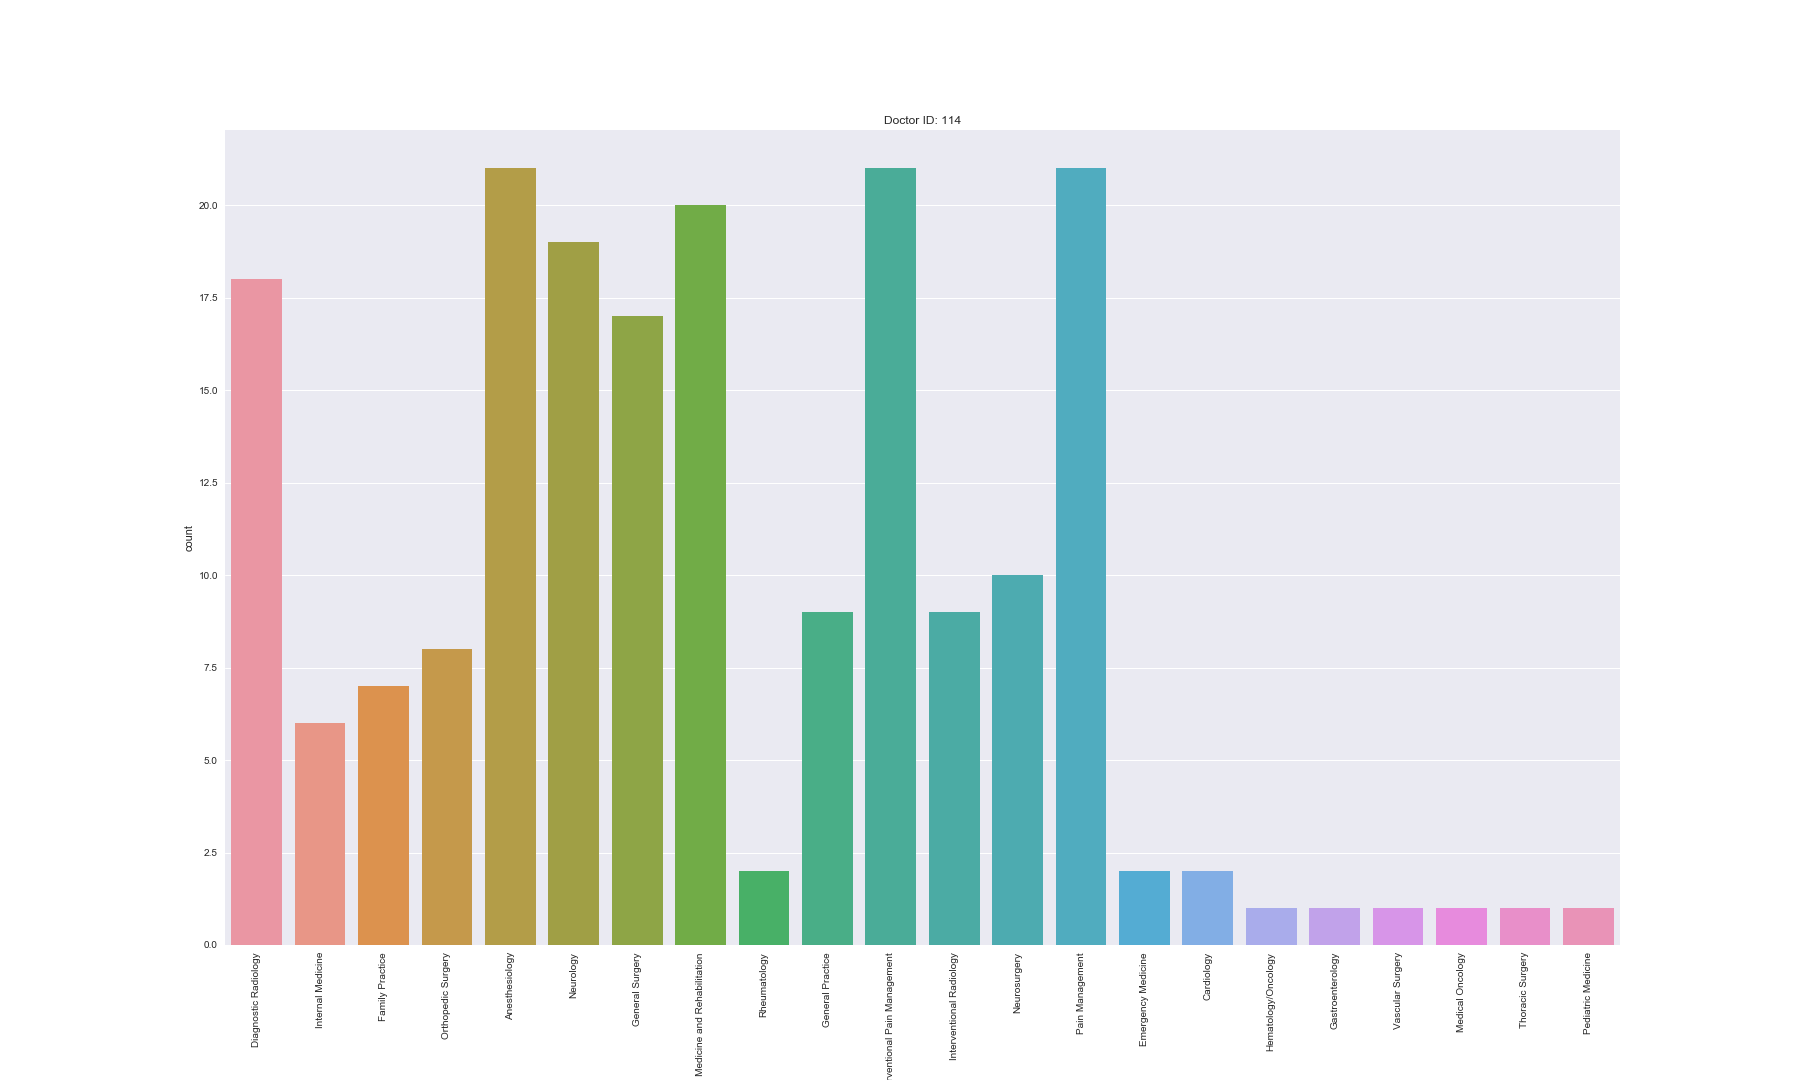 Doctor ID: 114
count
20.0
17.5
15.0
12.5
10.0
7.5
5.0
2.5
0.0
Diagnostic Radiology
Internal Medicine
Family Practice
Orthopedic Surgery
Anesthesiology
Neurology
General Surgery
Medicine and Rehabilitation
Rheumatology
General Practice
rventional Pain Management
Interventional Radiology
Neurosurgery
Pain Management
Emergency Medicine
Cardiology
Hematology/Oncology
Gastroenterology
Vascular Surgery
Medical Oncology
Thoracic Surgery
Pediatric Medicine